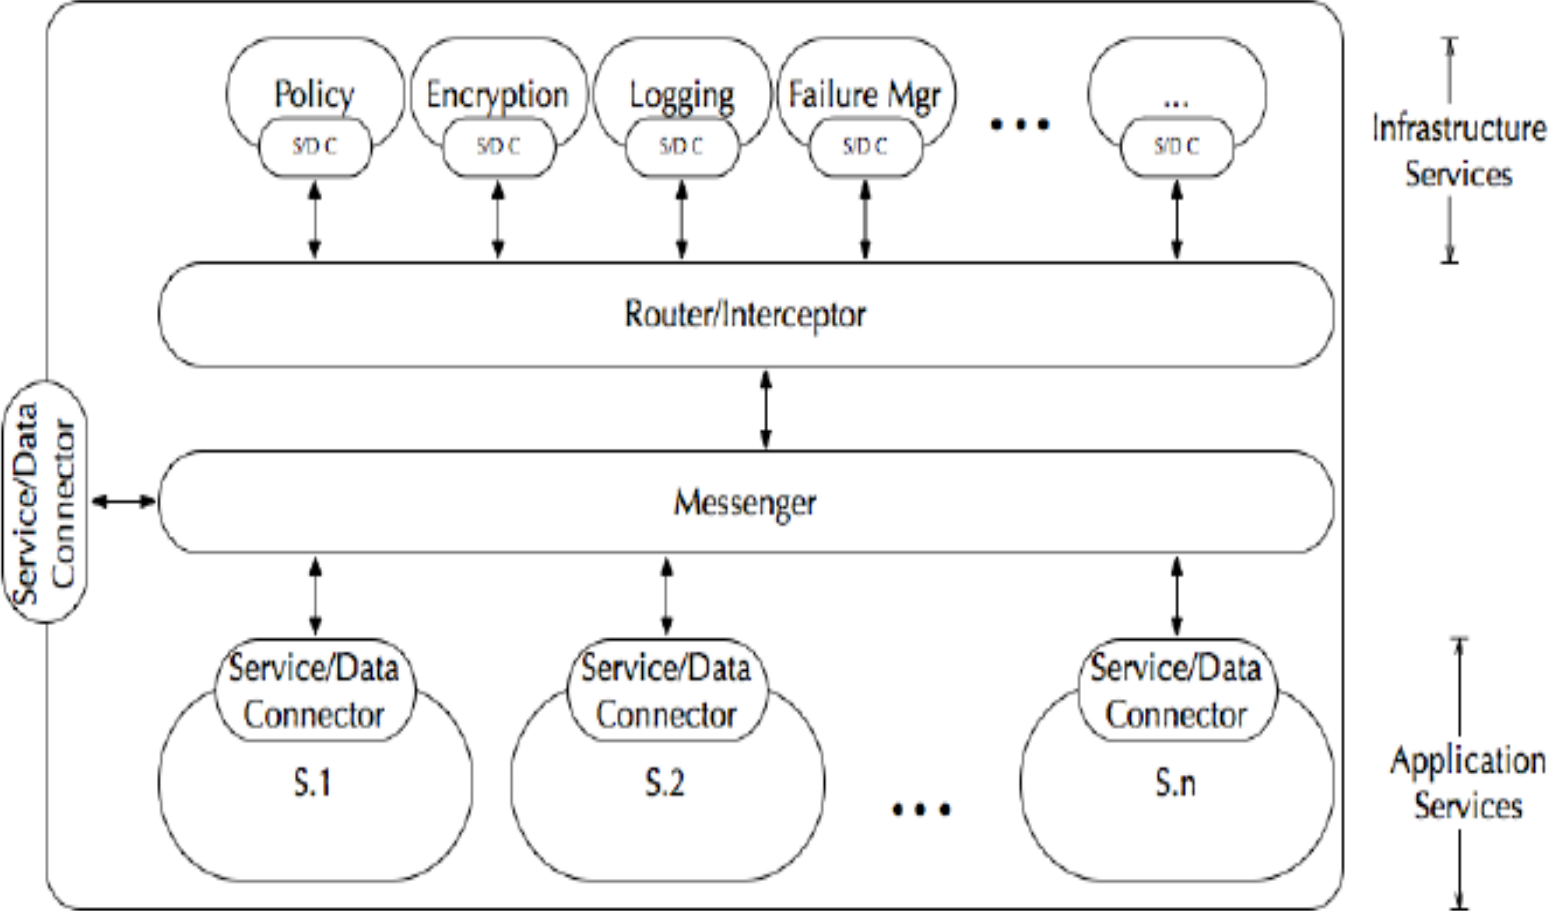 Policy
Encryption
Logging
Failure Mgr
...
S/D C
S/D C
S/D C
S/D C
S/D C
Infrastructure
Services
Router/Interceptor
Service/Data
Connector
Messenger
Service/Data
Connector
S.1
Service/Data
Connector
S.2
Service/Data
Connector
S.n
Application
Services